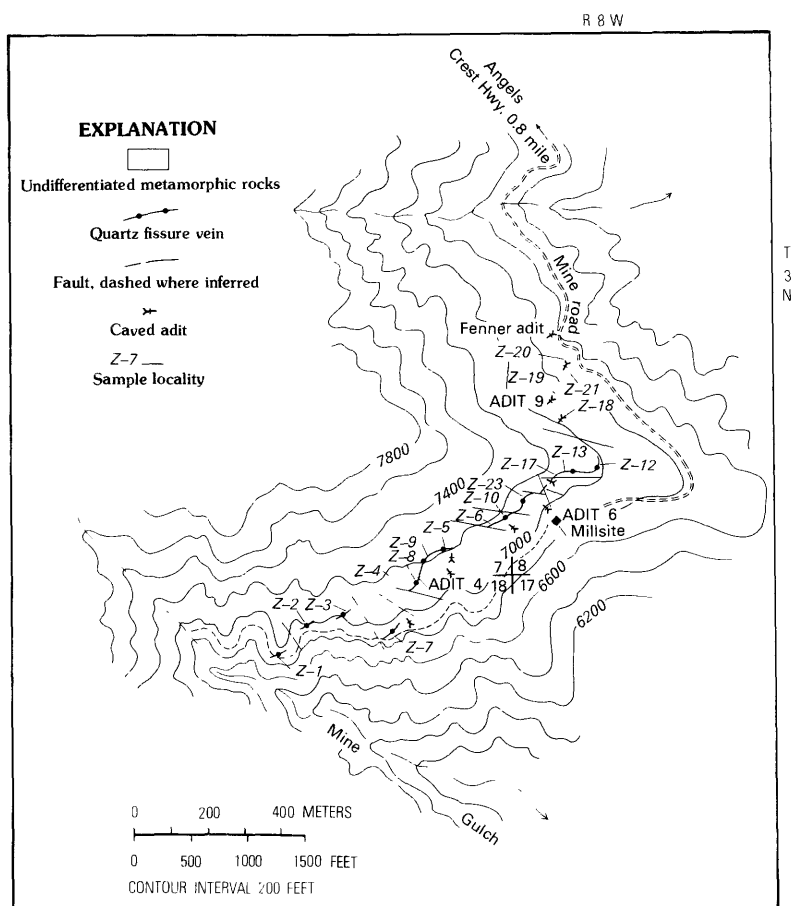 R 8 W
EXPLANATION
Undifferentiated metamorphic rocks
Quartz fissure vein
Fault, dashed where inferred
Caved adit
Z-7
Sample locality
Angels
Crest Hwy. 0.8 mile
T
3
N
Mine road
Fenner adit
Z-20
Z-19
Z-21
ADIT 9
Z-18
7800
Z-13
Z-17
Z-12
7400
Z-23
Z-10
Z-6
ADIT 6
Millsite
Z-5
7000
Z-9
Z-8
Z-4
ADIT 4
7 8
18 17
6600
6200
Z-2
Z-3
Z-7
Z-1
Mine
Gulch
0 200 400 METERS
0 500 1000 1500 FEET
CONTOUR INTERVAL 200 FEET